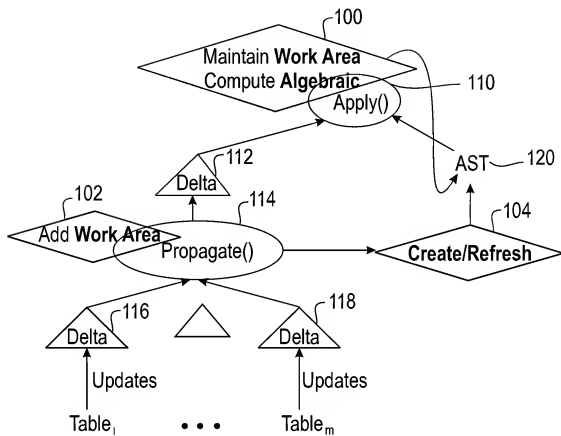 100
Maintain Work Area
Compute Algebraic
110
Apply()
112
Delta
AST
120
102
114
104
Add Work Area
Propagate()
Create/Refresh
116
118
Delta
Delta
Updates
Updates
Table
• • •
Tablem